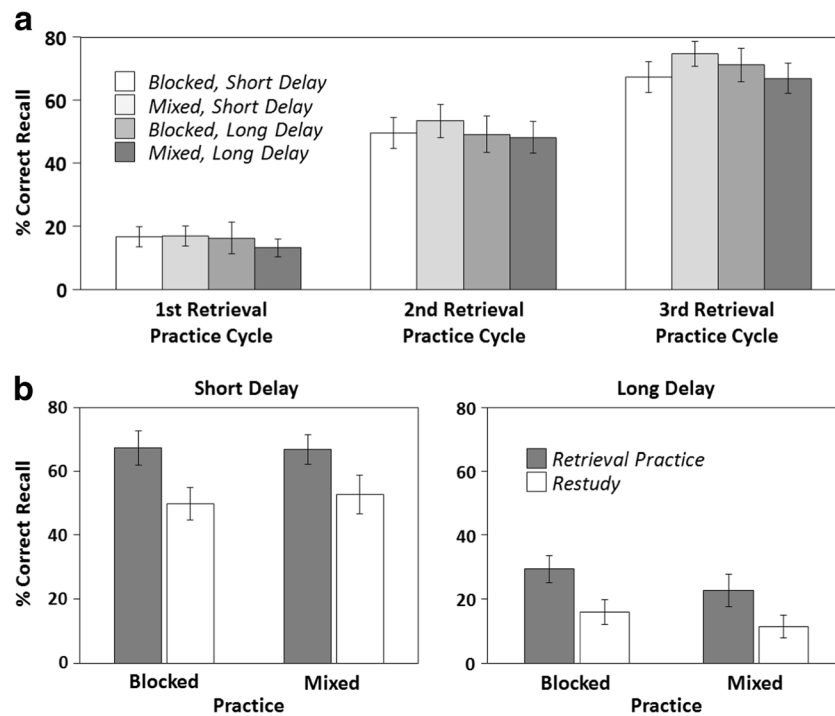 a
80
60
40
20
0
% Correct Recall
Blocked, Short Delay
Mixed, Short Delay
Blocked, Long Delay
Mixed, Long Delay
1st Retrieval
Practice Cycle
2nd Retrieval
Practice Cycle
3rd Retrieval
Practice Cycle
b
Short Delay
80
60
40
20
0
% Correct Recall
Blocked
Mixed
Practice
Long Delay
80
60
40
20
0
Retrieval Practice
Restudy
Blocked
Mixed
Practice